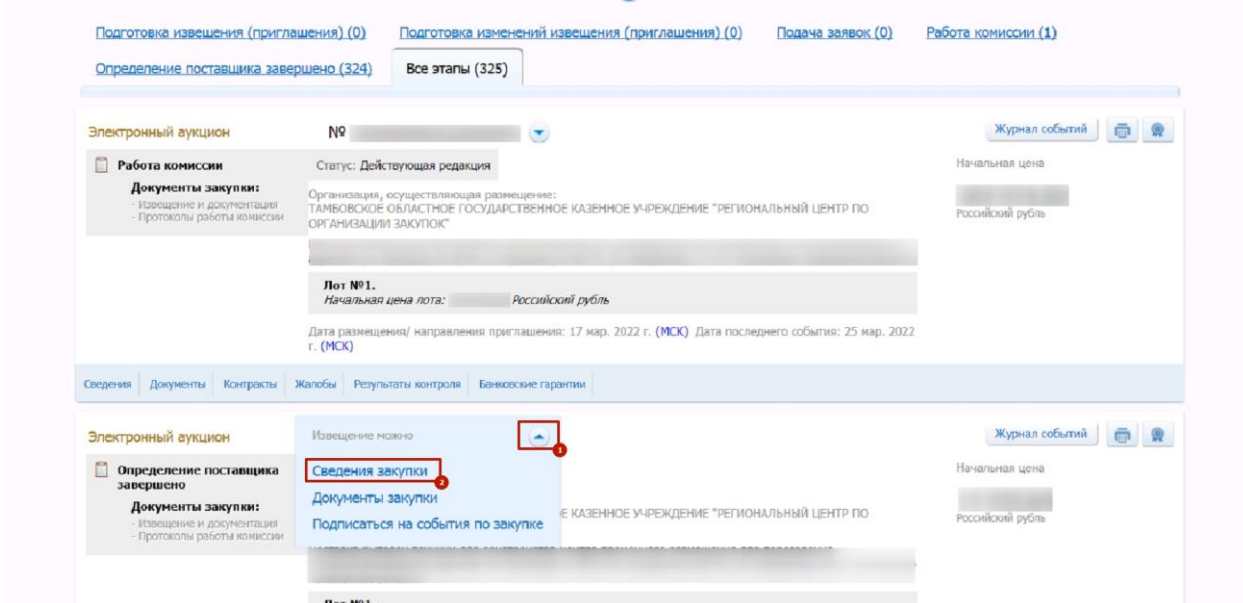 Подготовка извещения (приглашения) (0) Подготовка изменений извещения (приглашения) (0) Подача заявок (0) Работа комиссии (1)
Определение поставщика завершено (324) Все этапы (325)
Электронный аукцион № Журнал событий
Работа комиссии Статус: Действующая редакция Начальная цена
Документы закупки:
- Извещение и документация
- Протоколы работы комиссии
Организация, осуществляющая размещение:
ТАМБОВСКОЕ ОБЛАСТНОЕ ГОСУДАРСТВЕННОЕ КАЗЕННОЕ УЧРЕЖДЕНИЕ "РЕГИОНАЛЬНЫЙ ЦЕНТР ПО
ОРГАНИЗАЦИИ ЗАКУПОК"
Российский рубль
Лот №1.
Начальная цена лота: Российский рубль
Дата размещения/ направления приглашения: 17 мар. 2022 г. (МСК) Дата последнего события: 25 мар. 2022
г. (МСК)
Сведения Документы Контракты Жалобы Результаты контроля Банковские гарантии
Электронный аукцион Извещение можно 1 Журнал событий
Определение поставщика
завершено
Документы закупки:
- Извещение и документация
- Протоколы работы комиссии
Сведения закупки 2
Документы закупки
Подписаться на события по закупке
Е КАЗЕННОЕ УЧРЕЖДЕНИЕ "РЕГИОНАЛЬНЫЙ ЦЕНТР ПО
Начальная цена
Российский рубль
Лот №1.